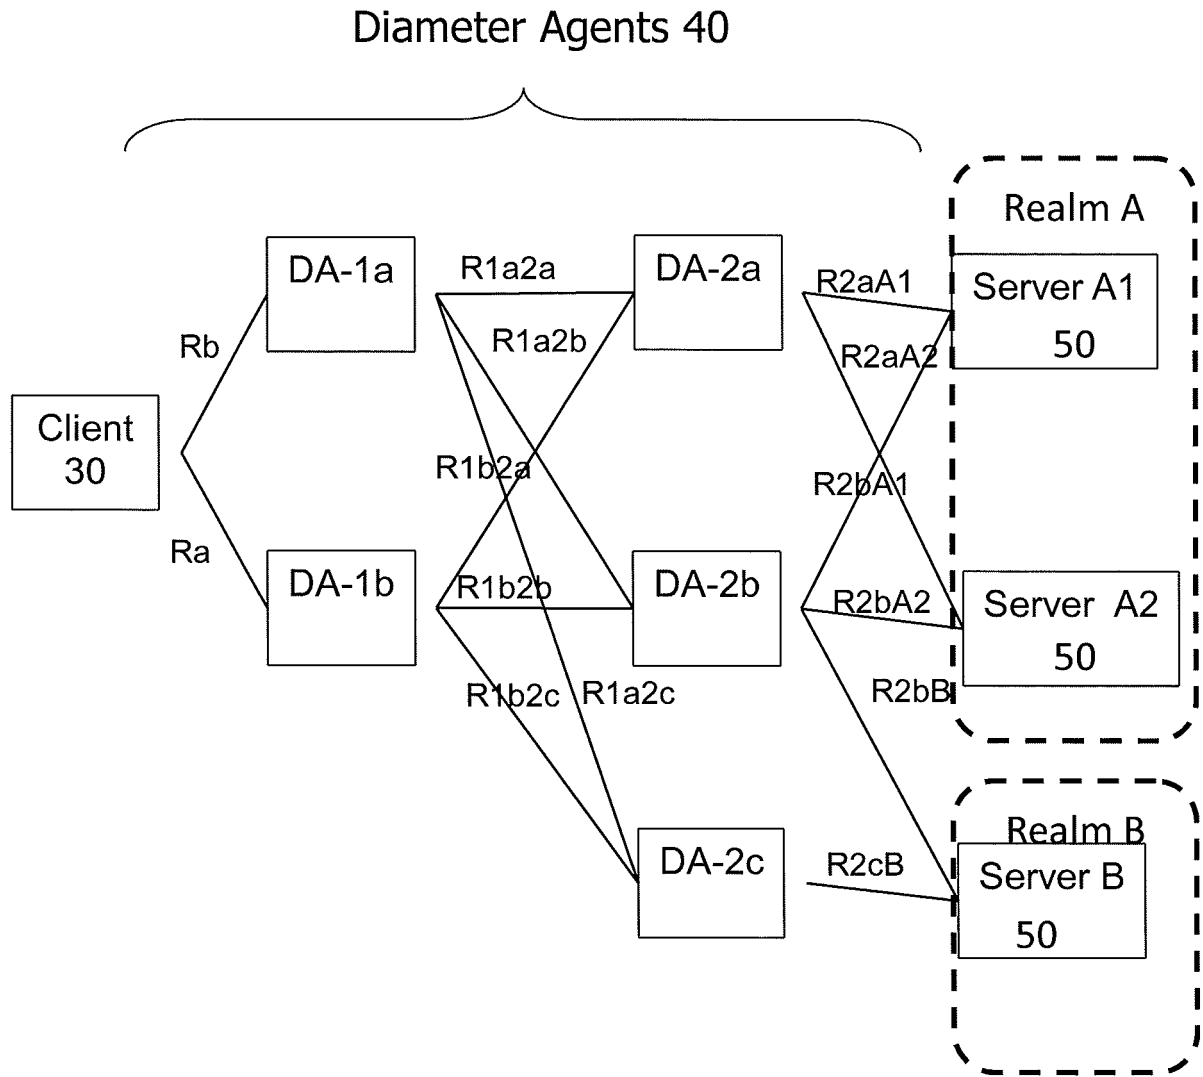 Diameter Agents 40
Realm A
DA-1a
R1a2a
DA-2a
R2aA1
Server A1
50
Rb
R1a2b
R2aA2
Client
30
R1b2a
R2bA1
Ra
DA-1b
R1b2b
DA-2b
R2bA2
Server A2
50
R1b2c
R1a2c
R2bB
Realm B
DA-2c
R2cB
Server B
50